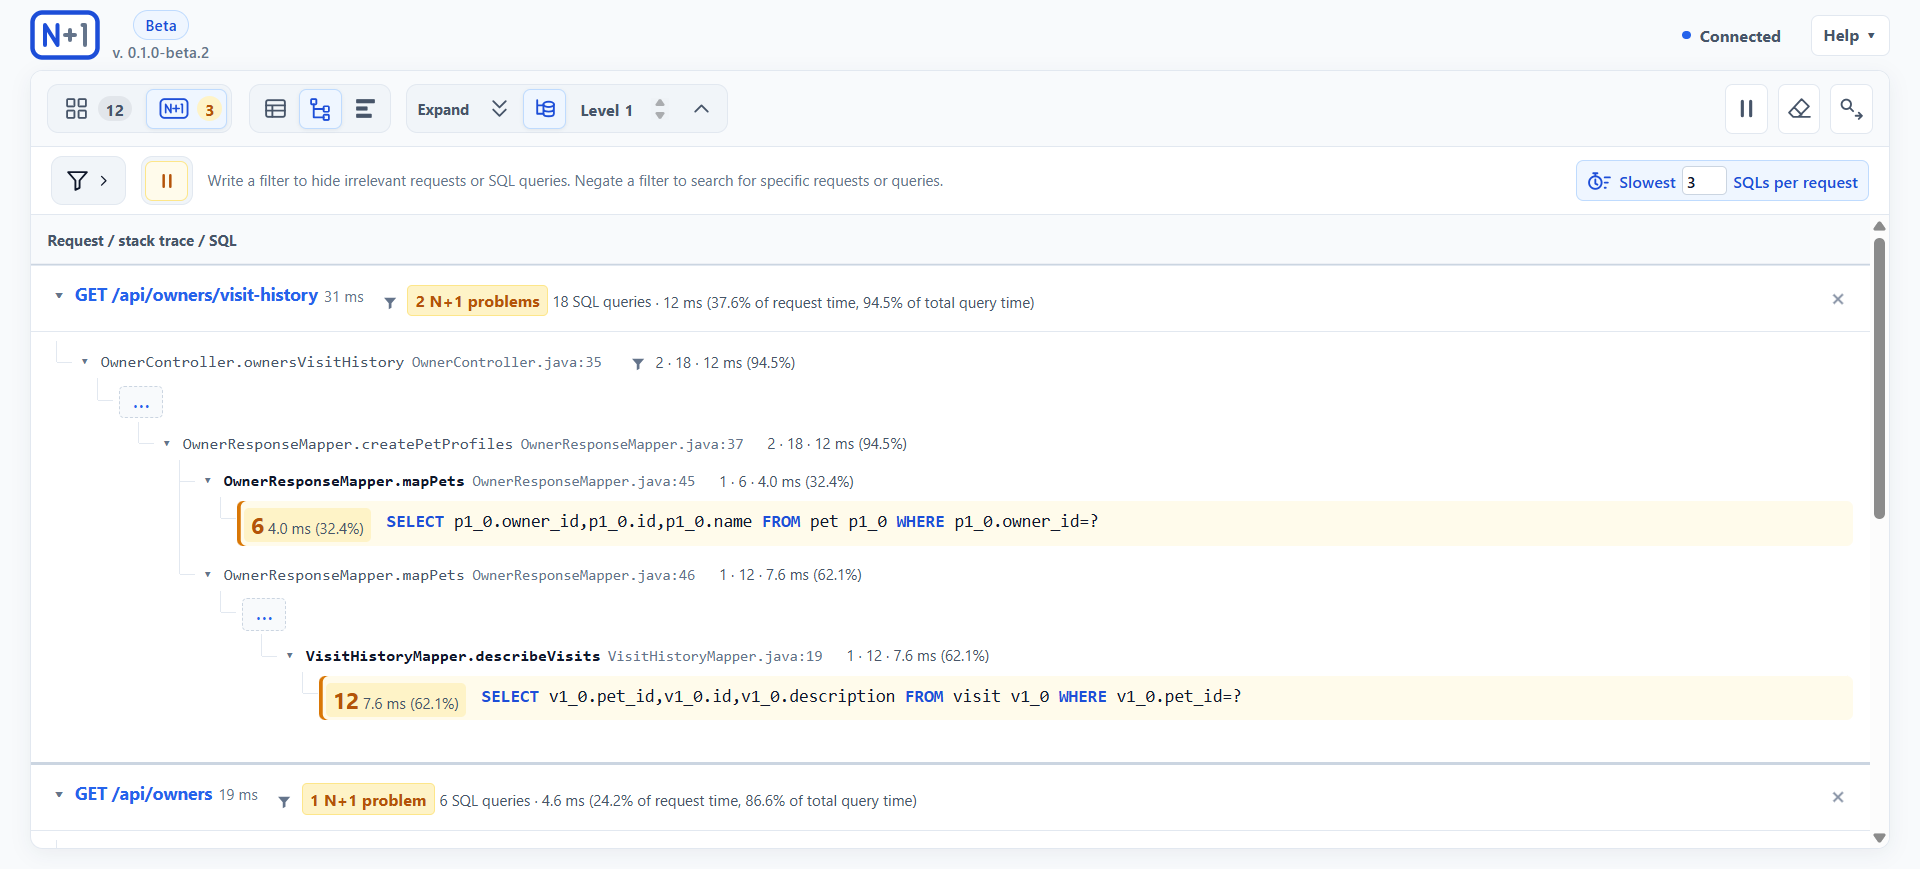 N+1
Beta
v. 0.1.0-beta.2
Connected
Help
12
N+1 3
Expand
Level 1
Write a filter to hide irrelevant requests or SQL queries. Negate a filter to search for specific requests or queries.
Slowest 3 SQLs per request
Request / stack trace / SQL
GET /api/owners/visit-history 31 ms 2 N+1 problems 18 SQL queries · 12 ms (37.6% of request time, 94.5% of total query time)
OwnerController.ownersVisitHistory OwnerController.java:35 2 · 18 · 12 ms (94.5%)
...
OwnerResponseMapper.createPetProfiles OwnerResponseMapper.java:37 2 · 18 · 12 ms (94.5%)
OwnerResponseMapper.mapPets OwnerResponseMapper.java:45 1 · 6 · 4.0 ms (32.4%)
6 4.0 ms (32.4%) SELECT p1_0.owner_id,p1_0.id,p1_0.name FROM pet p1_0 WHERE p1_0.owner_id=?
OwnerResponseMapper.mapPets OwnerResponseMapper.java:46 1 · 12 · 7.6 ms (62.1%)
...
VisitHistoryMapper.describeVisits VisitHistoryMapper.java:19 1 · 12 · 7.6 ms (62.1%)
12 7.6 ms (62.1%) SELECT v1_0.pet_id,v1_0.id,v1_0.description FROM visit v1_0 WHERE v1_0.pet_id=?
GET /api/owners 19 ms 1 N+1 problem 6 SQL queries · 4.6 ms (24.2% of request time, 86.6% of total query time)